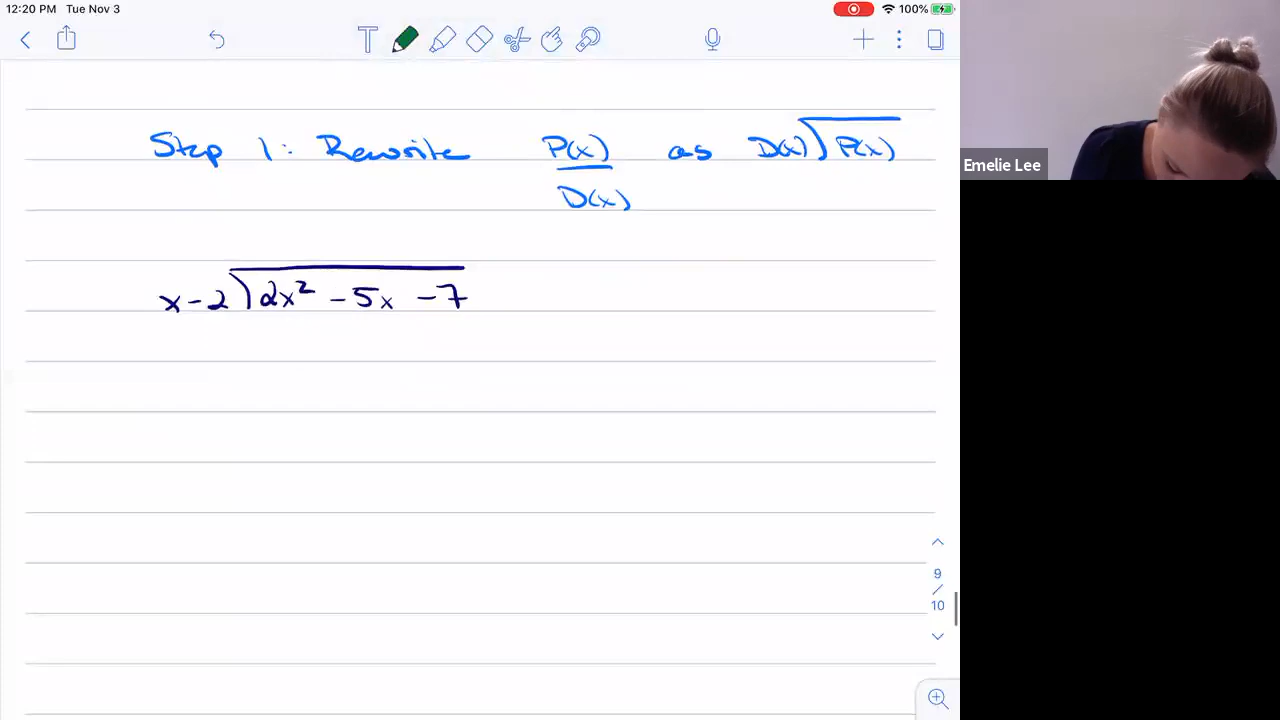 12:20 PM Tue Nov 3 100%
Step 1: Rewrite P(x)/D(x) as D(x)⟌P(x)
Emelie Lee
x-2⟌2x² -5x -7
9
/
10